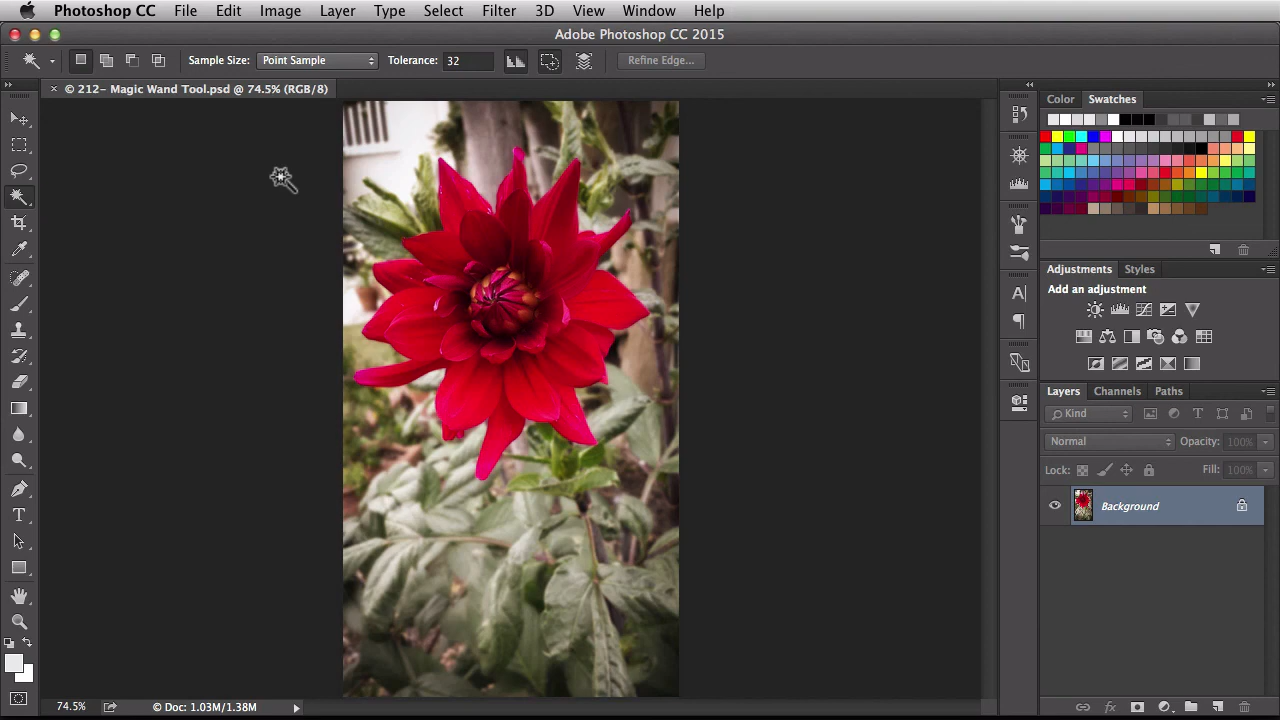 Photoshop CC File Edit Image Layer Type Select Filter 3D View Window Help
Adobe Photoshop CC 2015
Sample Size: Point Sample Tolerance: 32 Refine Edge...
× © 212- Magic Wand Tool.psd @ 74.5% (RGB/8)
Color Swatches
Adjustments Styles
Add an adjustment
Layers Channels Paths
Kind
Normal Opacity: 100%
Lock: Fill: 100%
Background
74.5% © Doc: 1.03M/1.38M